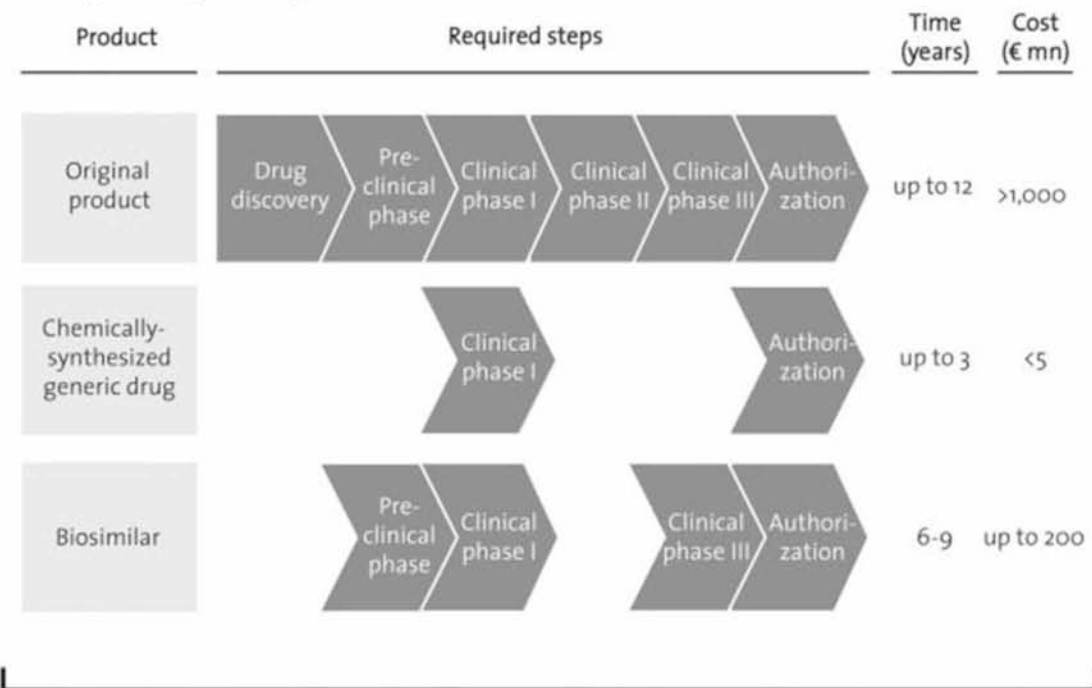 Product
Required steps
Time
(years)
Cost
(€ mn)
Original
product
Drug
discovery
Pre-
clinical
phase
Clinical
phase I
Clinical
phase II
Clinical
phase III
Authori-
zation
up to 12
>1,000
Chemically-
synthesized
generic drug
Clinical
phase I
Authori-
zation
up to 3
<5
Biosimilar
Pre-
clinical
phase
Clinical
phase I
Clinical
phase III
Authori-
zation
6-9
up to 200